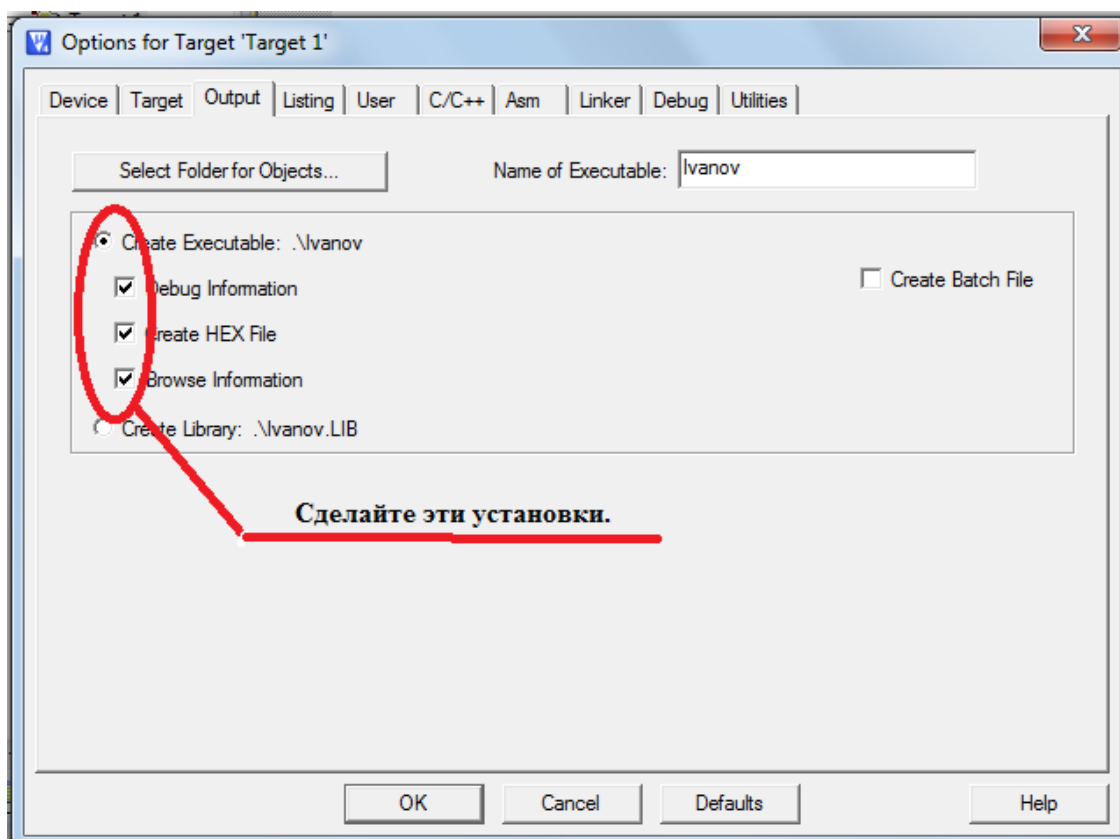 Options for Target 'Target 1'
Device Target Output Listing User C/C++ Asm Linker Debug Utilities
Select Folder for Objects... Name of Executable: Ivanov
Create Executable: .\Ivanov
Debug Information Create Batch File
Create HEX File
Browse Information
Create Library: .\Ivanov.LIB
Сделайте эти установки.
OK Cancel Defaults Help